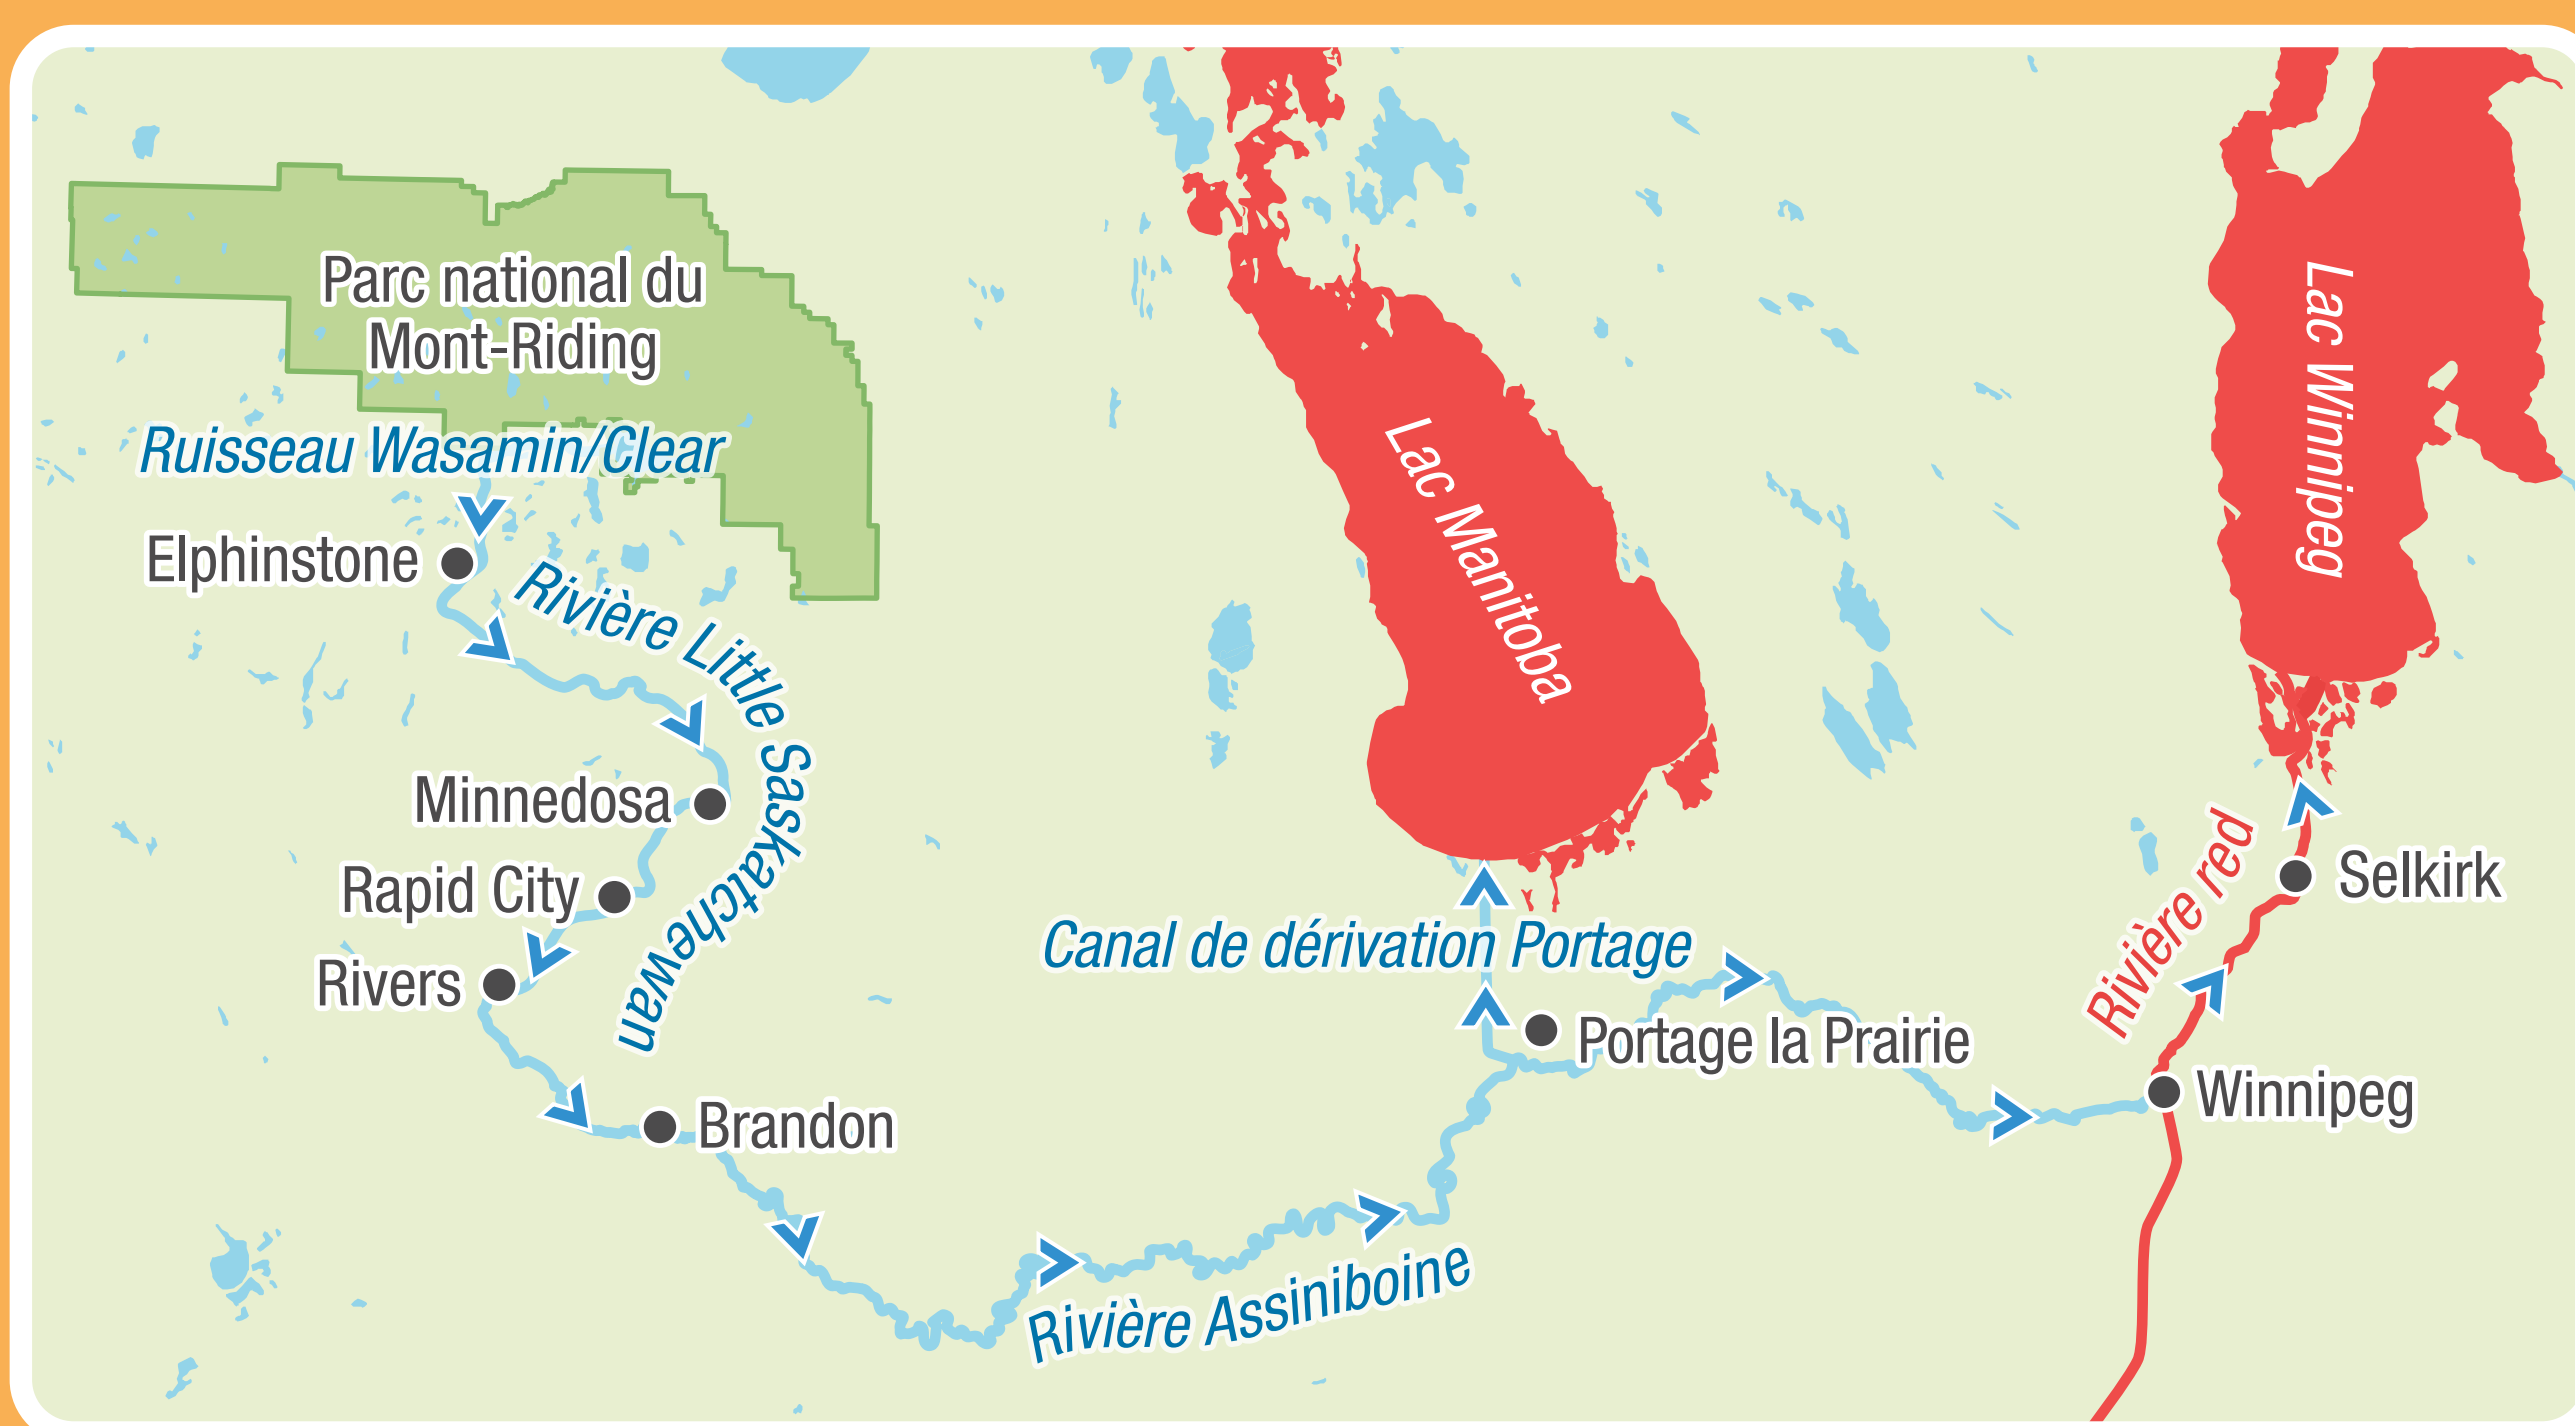 Parc national du
Mont-Riding
Ruisseau Wasamin/Clear
Elphinstone
Rivière Little Saskatchewan
Minnedosa
Rapid City
Rivers
Brandon
Rivière Assiniboine
Lac Manitoba
Canal de dérivation Portage
Portage la Prairie
Lac Winnipeg
Rivière red
Selkirk
Winnipeg